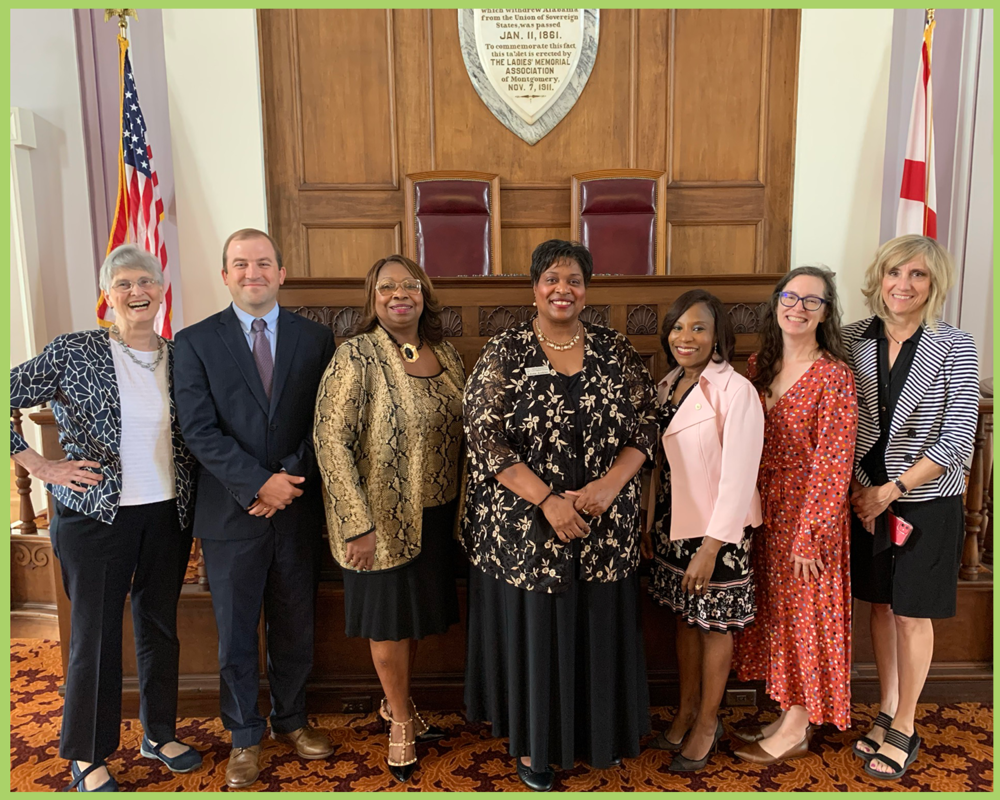 which withdrew Alabama
from the Union of Sovereign
States, was passed
JAN. 11, 1861.
To commemorate this fact
this tablet is erected by
THE LADIES' MEMORIAL
ASSOCIATION
of Montgomery,
NOV. 7, 1911.